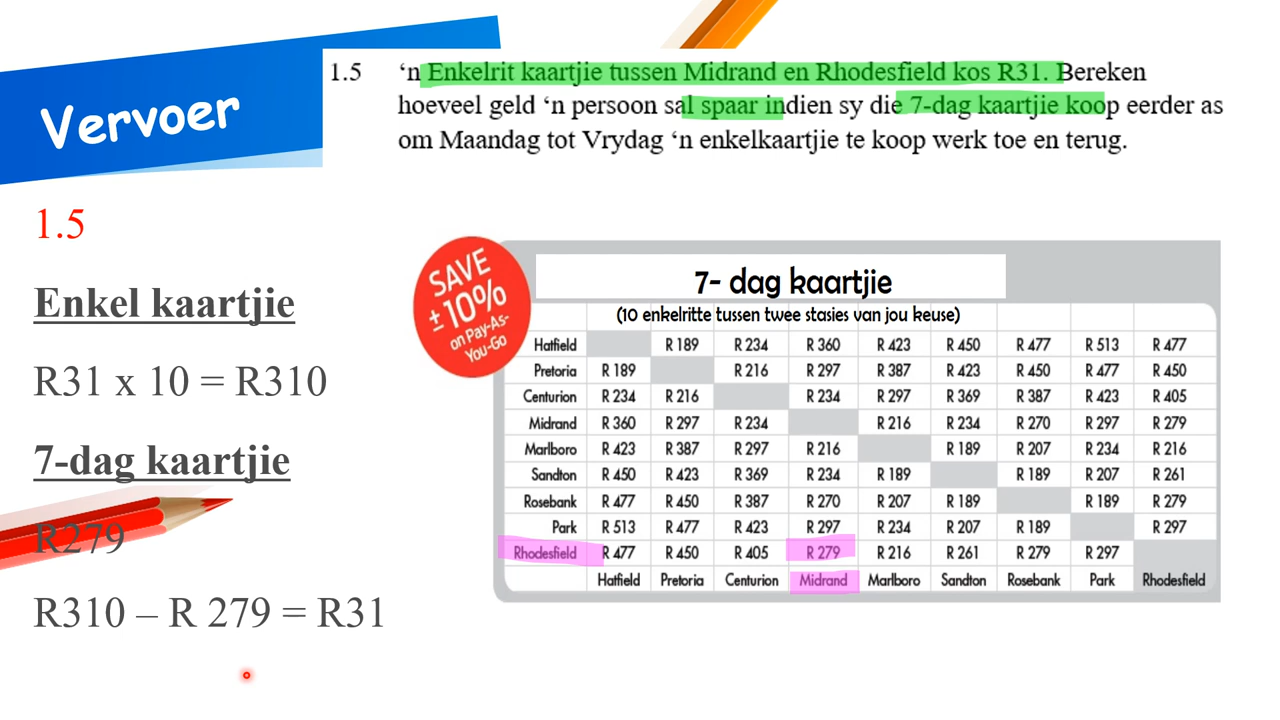 Vervoer
1.5 ‘n Enkelrit kaartjie tussen Midrand en Rhodesfield kos R31. Bereken
hoeveel geld ‘n persoon sal spaar indien sy die 7-dag kaartjie koop eerder as
om Maandag tot Vrydag ‘n enkelkaartjie te koop werk toe en terug.
1.5
Enkel kaartjie
R31 x 10 = R310
7-dag kaartjie
R279
R310 – R 279 = R31
SAVE
± 10%
on Pay-As-
You-Go
7- dag kaartjie
(10 enkelritte tussen twee stasies van jou keuse)
Hatfield R 189 R 234 R 360 R 423 R 450 R 477 R 513 R 477
Pretoria R 189 R 216 R 297 R 387 R 423 R 450 R 477 R 450
Centurion R 234 R 216 R 234 R 297 R 369 R 387 R 423 R 405
Midrand R 360 R 297 R 234 R 216 R 234 R 270 R 297 R 279
Marlboro R 423 R 387 R 297 R 216 R 189 R 207 R 234 R 216
Sandton R 450 R 423 R 369 R 234 R 189 R 189 R 207 R 261
Rosebank R 477 R 450 R 387 R 270 R 207 R 189 R 189 R 279
Park R 513 R 477 R 423 R 297 R 234 R 207 R 189 R 297
Rhodesfield R 477 R 450 R 405 R 279 R 216 R 261 R 279 R 297
Hatfield Pretoria Centurion Midrand Marlboro Sandton Rosebank Park Rhodesfield